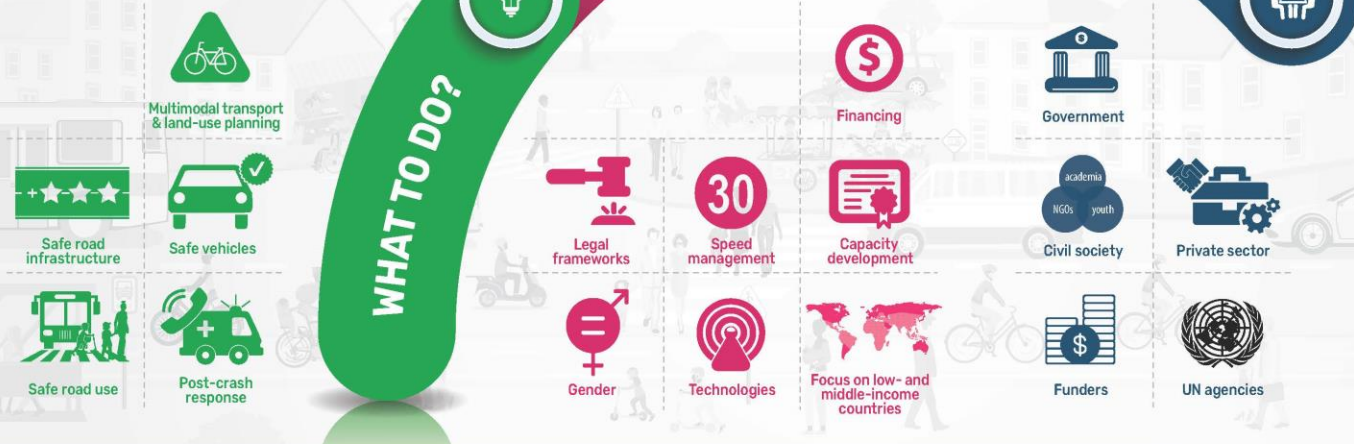 Multimodal transport
& land-use planning
Safe road
infrastructure
Safe vehicles
Safe road use
Post-crash
response
WHAT TO DO?
$
Financing
Legal
frameworks
30
Speed
management
Capacity
development
Gender
Technologies
Focus on low- and
middle-income
countries
Government
academia
NGOs youth
Civil society
Private sector
$
Funders
UN agencies